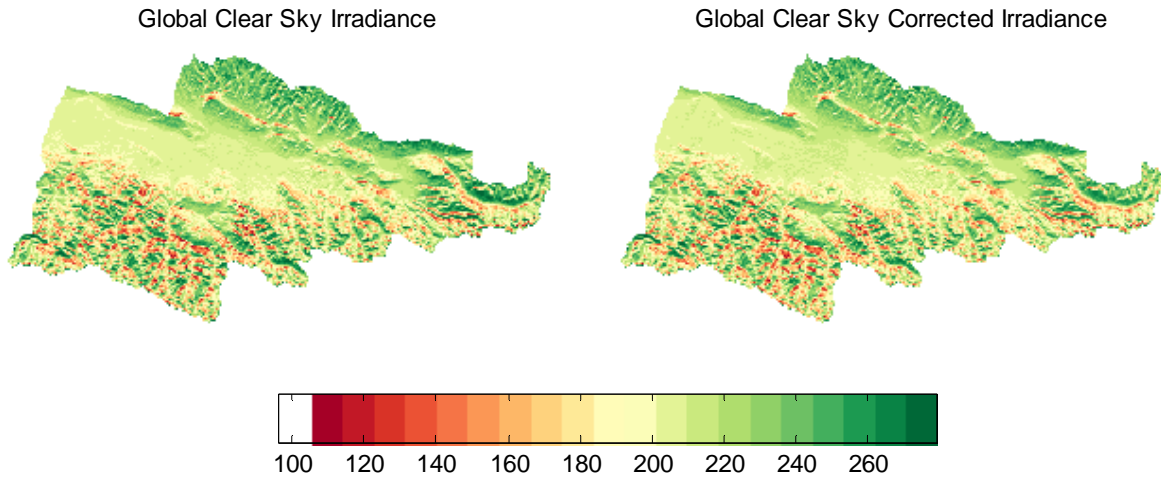 Global Clear Sky Irradiance
Global Clear Sky Corrected Irradiance
100 120 140 160 180 200 220 240 260